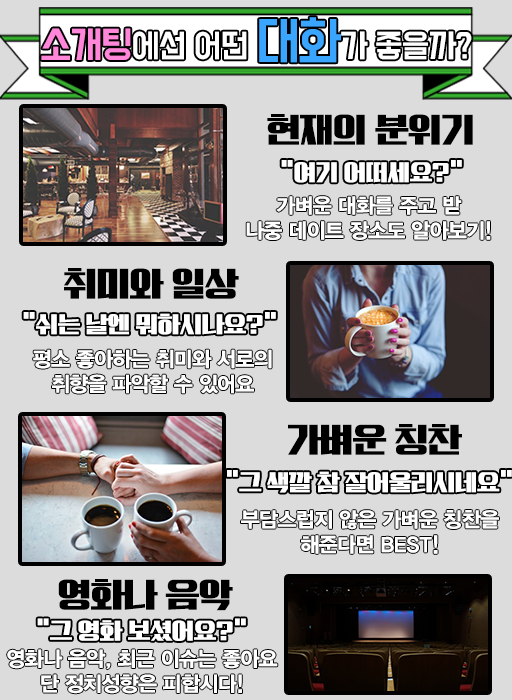 소개팅에선 어떤 대화가 좋을까?
현재의 분위기
"여기 어떠세요?"
가벼운 대화를 주고 받
나중 데이트 장소도 알아보기!
취미와 일상
"쉬는 날엔 뭐하시나요?"
평소 좋아하는 취미와 서로의
취향을 파악할 수 있어요
가벼운 칭찬
"그 색깔 참 잘어울리시네요"
부담스럽지 않은 가벼운 칭찬을
해준다면 BEST!
영화나 음악
"그 영화 보셨어요?"
영화나 음악, 최근 이슈는 좋아요
단 정치성향은 피합시다!